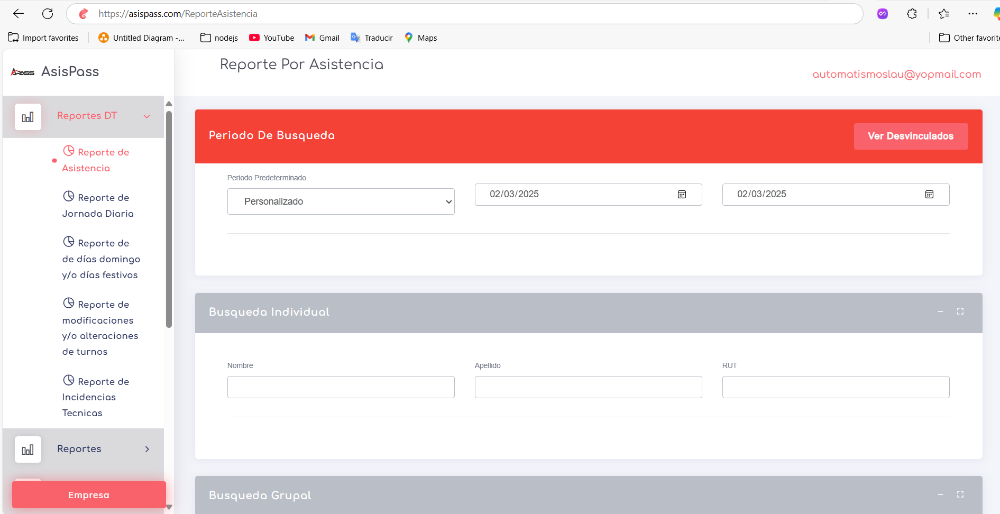 https://asispass.com/ReporteAsistencia
Import favorites
Untitled Diagram -...
nodejs
YouTube
Gmail
Traducir
Maps
Other favorite
APASS
AsisPass
Reporte Por Asistencia
automatismoslau@yopmail.com
Reportes DT
Reporte de
Asistencia
Reporte de
Jornada Diaria
Reporte de
de días domingo
y/o días festivos
Reporte de
modificaciones
y/o alteraciones
de turnos
Reporte de
Incidencias
Tecnicas
Reportes
Empresa
Periodo De Busqueda
Ver Desvinculados
Periodo Predeterminado
Personalizado
02/03/2025
02/03/2025
Busqueda Individual
Nombre
Apellido
RUT
Busqueda Grupal